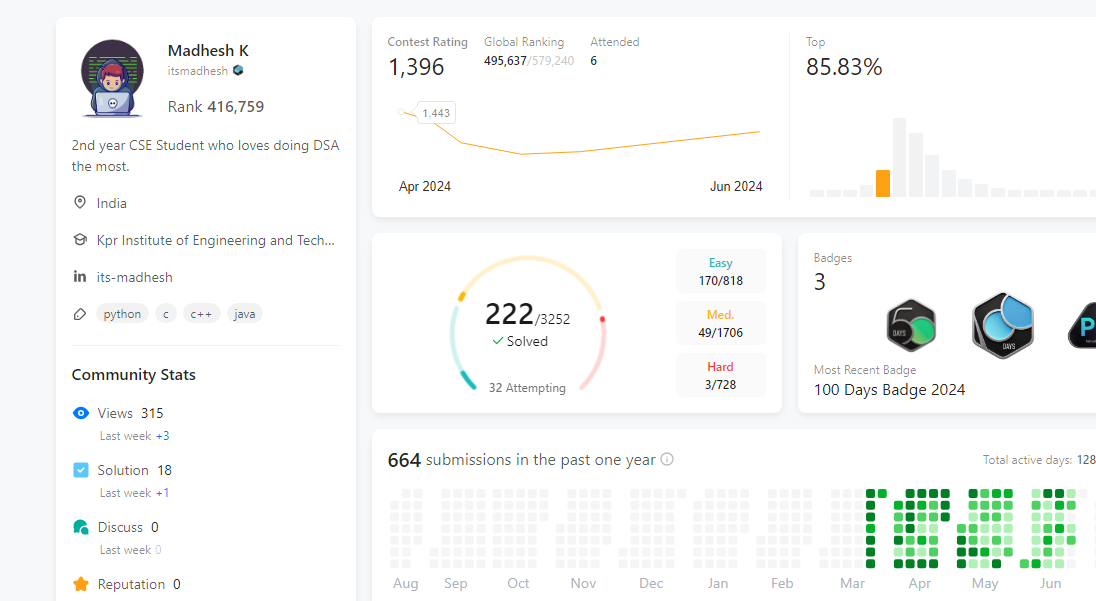 Madhesh K
itsmadhesh
Rank 416,759
2nd year CSE Student who loves doing DSA
the most.
India
Kpr Institute of Engineering and Tech...
its-madhesh
python c c++ java
Community Stats
Views 315
Last week +3
Solution 18
Last week +1
Discuss 0
Last week 0
Reputation 0
Contest Rating
1,396
Global Ranking
495,637/579,240
Attended
6
1,443
Apr 2024 Jun 2024
Top
85.83%
222/3252
Solved
32 Attempting
Easy
170/818
Med.
49/1706
Hard
3/728
Badges
3
50
DAYS
DAYS
P
Most Recent Badge
100 Days Badge 2024
664 submissions in the past one year
Total active days: 128
Aug Sep Oct Nov Dec Jan Feb Mar Apr May Jun